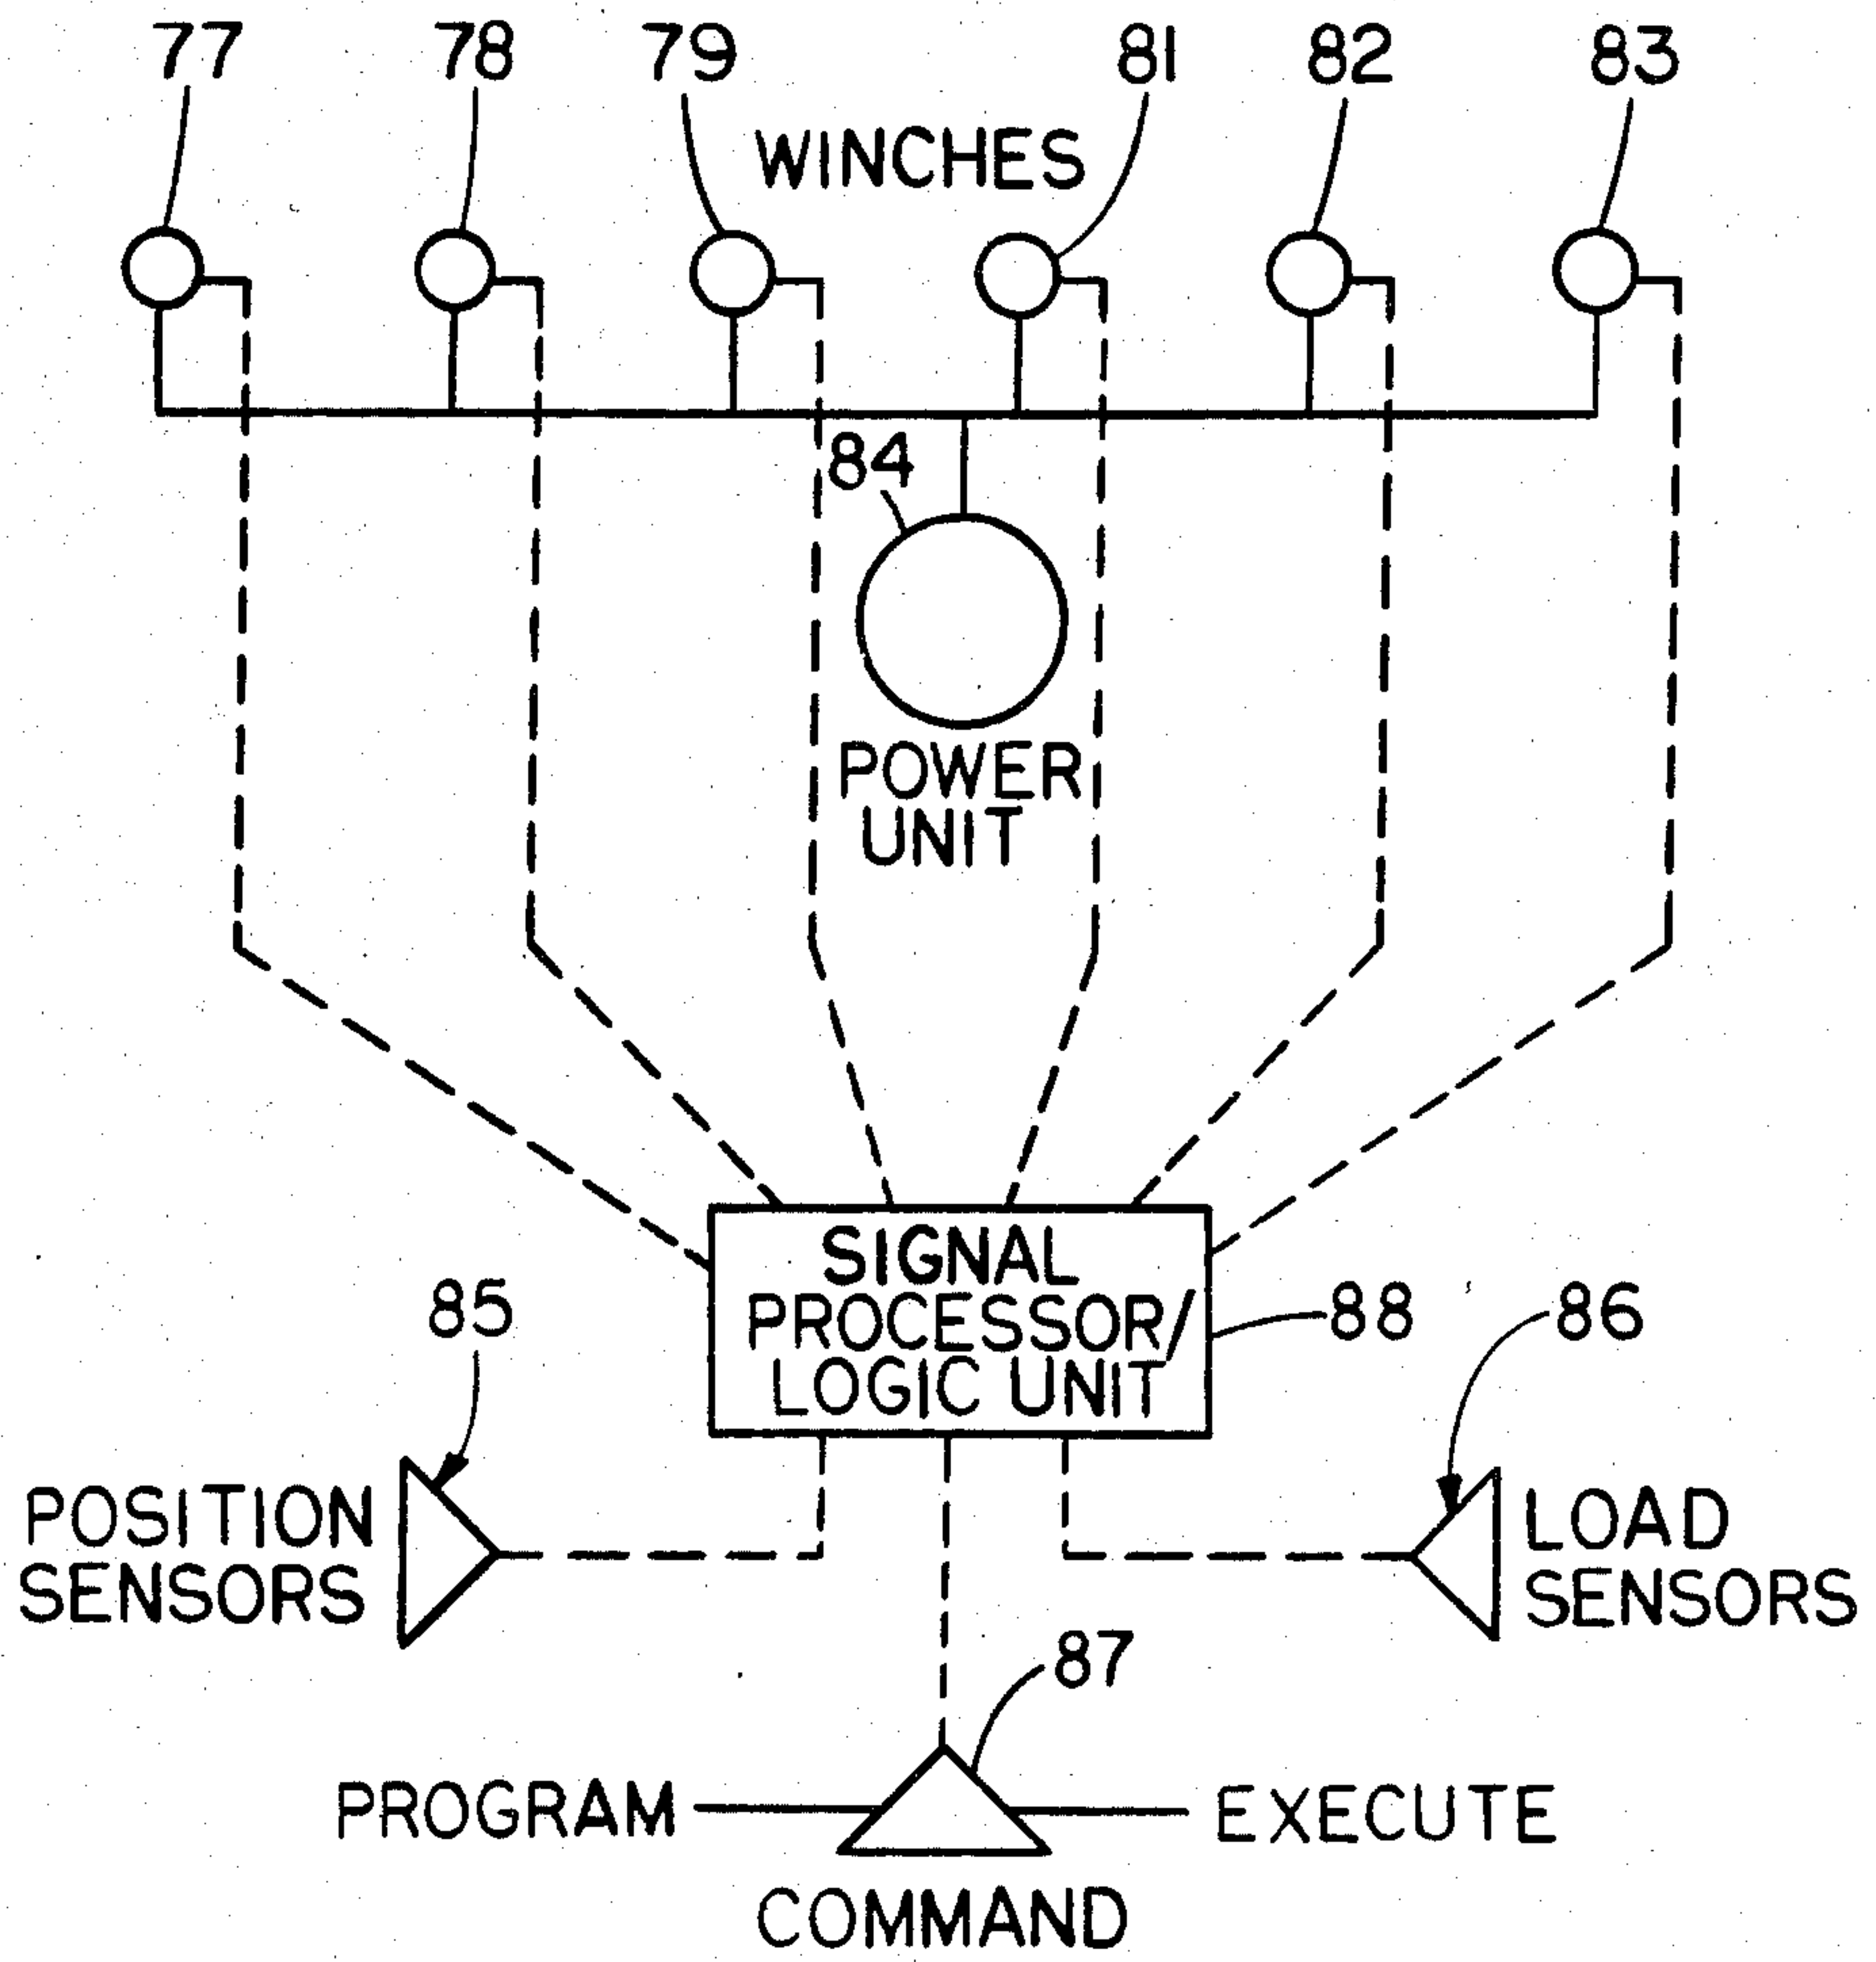 77 78 79 81 82 83
WINCHES
84
POWER
UNIT
SIGNAL
PROCESSOR/
LOGIC UNIT
85
88
86
POSITION
SENSORS
LOAD
SENSORS
87
PROGRAM
EXECUTE
COMMAND